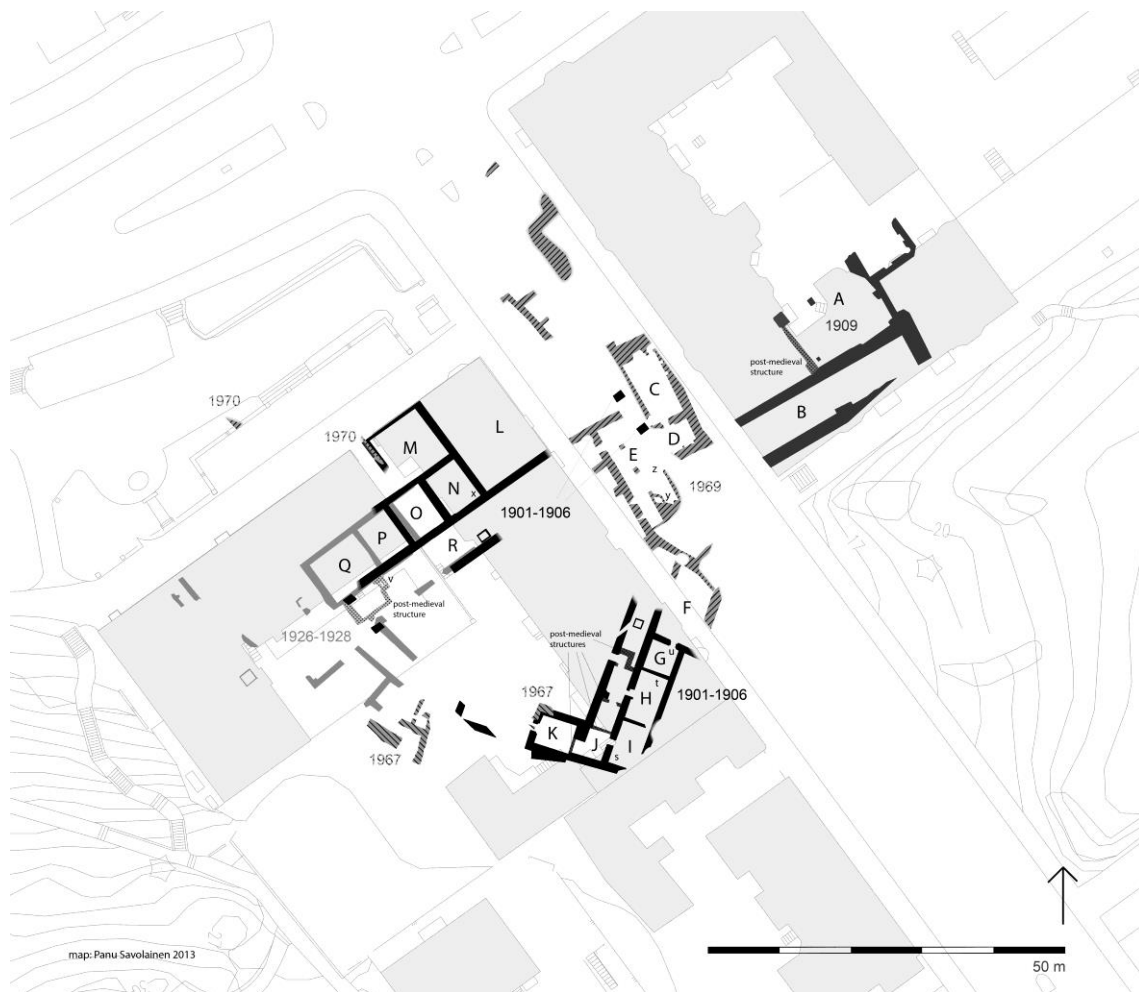 A
1909
post-medieval
structure
B
C
D
E
z
y
1969
1970
1970
M
L
N
x
O
P
Q
R
1901-1906
v
post-medieval
structure
1926-1928
F
post-medieval
structures
G
u
t
H
1901-1906
I
s
J
K
1967
1967
20
map: Panu Savolainen 2013
50 m